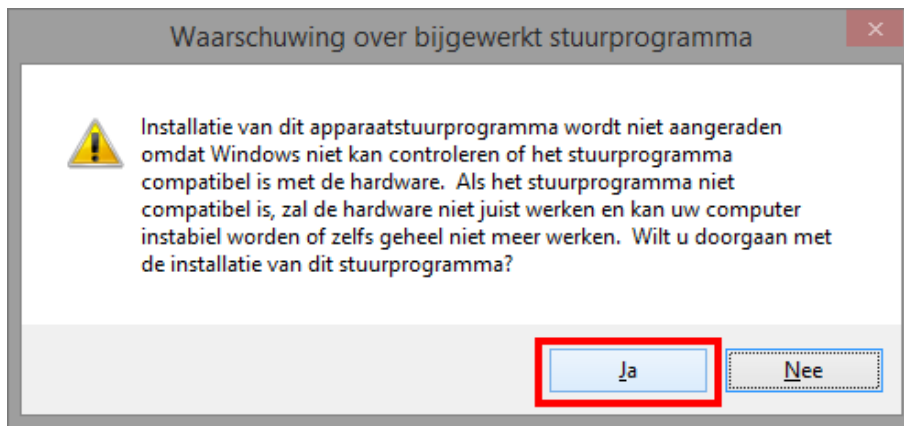 Waarschuwing over bijgewerkt stuurprogramma
Installatie van dit apparaatstuurprogramma wordt niet aangeraden
omdat Windows niet kan controleren of het stuurprogramma
compatibel is met de hardware.  Als het stuurprogramma niet
compatibel is, zal de hardware niet juist werken en kan uw computer
instabiel worden of zelfs geheel niet meer werken.  Wilt u doorgaan met
de installatie van dit stuurprogramma?
Ja
Nee